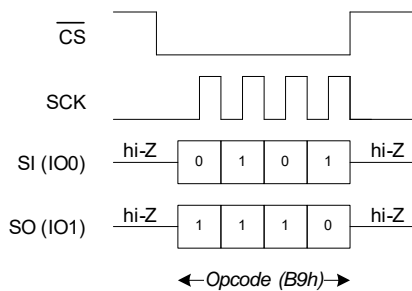 CS
SCK
hi-Z 0 1 0 1 hi-Z
SI (IO0)
hi-Z 1 1 1 0 hi-Z
SO (IO1)
Opcode (B9h)